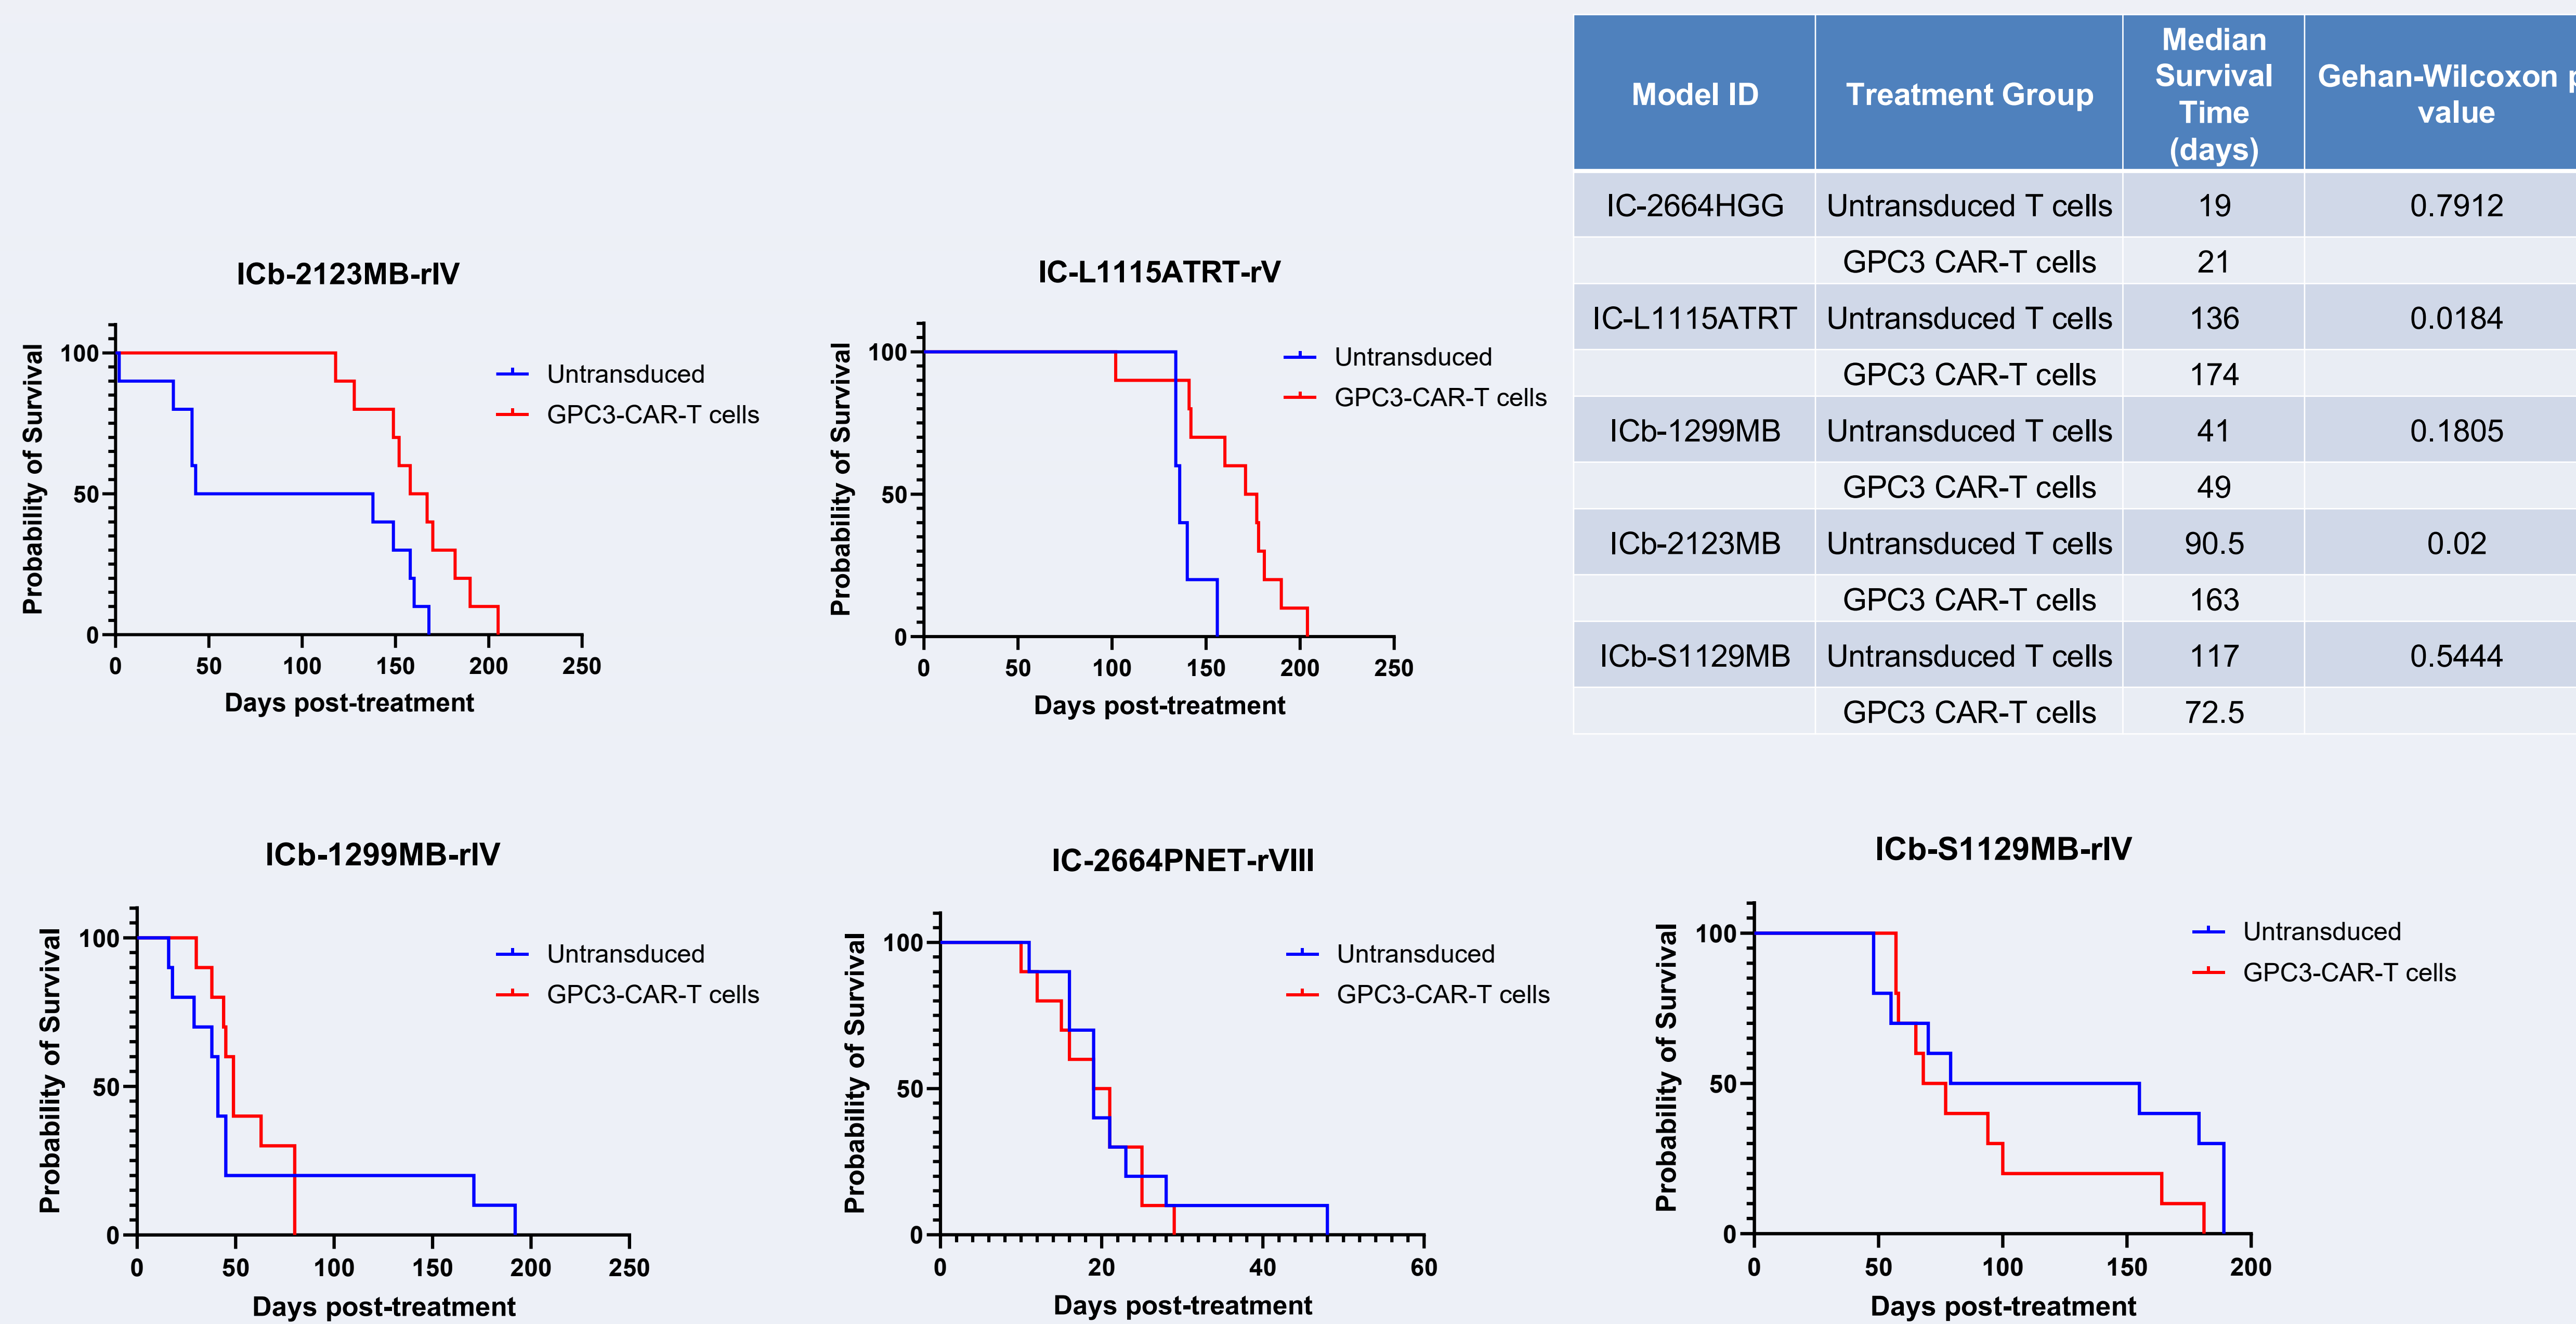 Model ID
Treatment Group
Median
Survival
Time
(days)
Gehan-Wilcoxon p
value
IC-2664HGG Untransduced T cells 19 0.7912
GPC3 CAR-T cells 21
IC-L1115ATRT Untransduced T cells 136 0.0184
GPC3 CAR-T cells 174
ICb-1299MB Untransduced T cells 41 0.1805
GPC3 CAR-T cells 49
ICb-2123MB Untransduced T cells 90.5 0.02
GPC3 CAR-T cells 163
ICb-S1129MB Untransduced T cells 117 0.5444
GPC3 CAR-T cells 72.5
ICb-2123MB-rIV
Probability of Survival
100
50
0
0 50 100 150 200 250
Days post-treatment
Untransduced
GPC3-CAR-T cells
IC-L1115ATRT-rV
Probability of Survival
100
50
0
0 50 100 150 200 250
Days post-treatment
Untransduced
GPC3-CAR-T cells
ICb-1299MB-rIV
Probability of Survival
100
50
0
0 50 100 150 200 250
Days post-treatment
Untransduced
GPC3-CAR-T cells
IC-2664PNET-rVIII
Probability of Survival
100
50
0
0 20 40 60
Days post-treatment
Untransduced
GPC3-CAR-T cells
ICb-S1129MB-rIV
Probability of Survival
100
50
0
0 50 100 150 200
Days post-treatment
Untransduced
GPC3-CAR-T cells